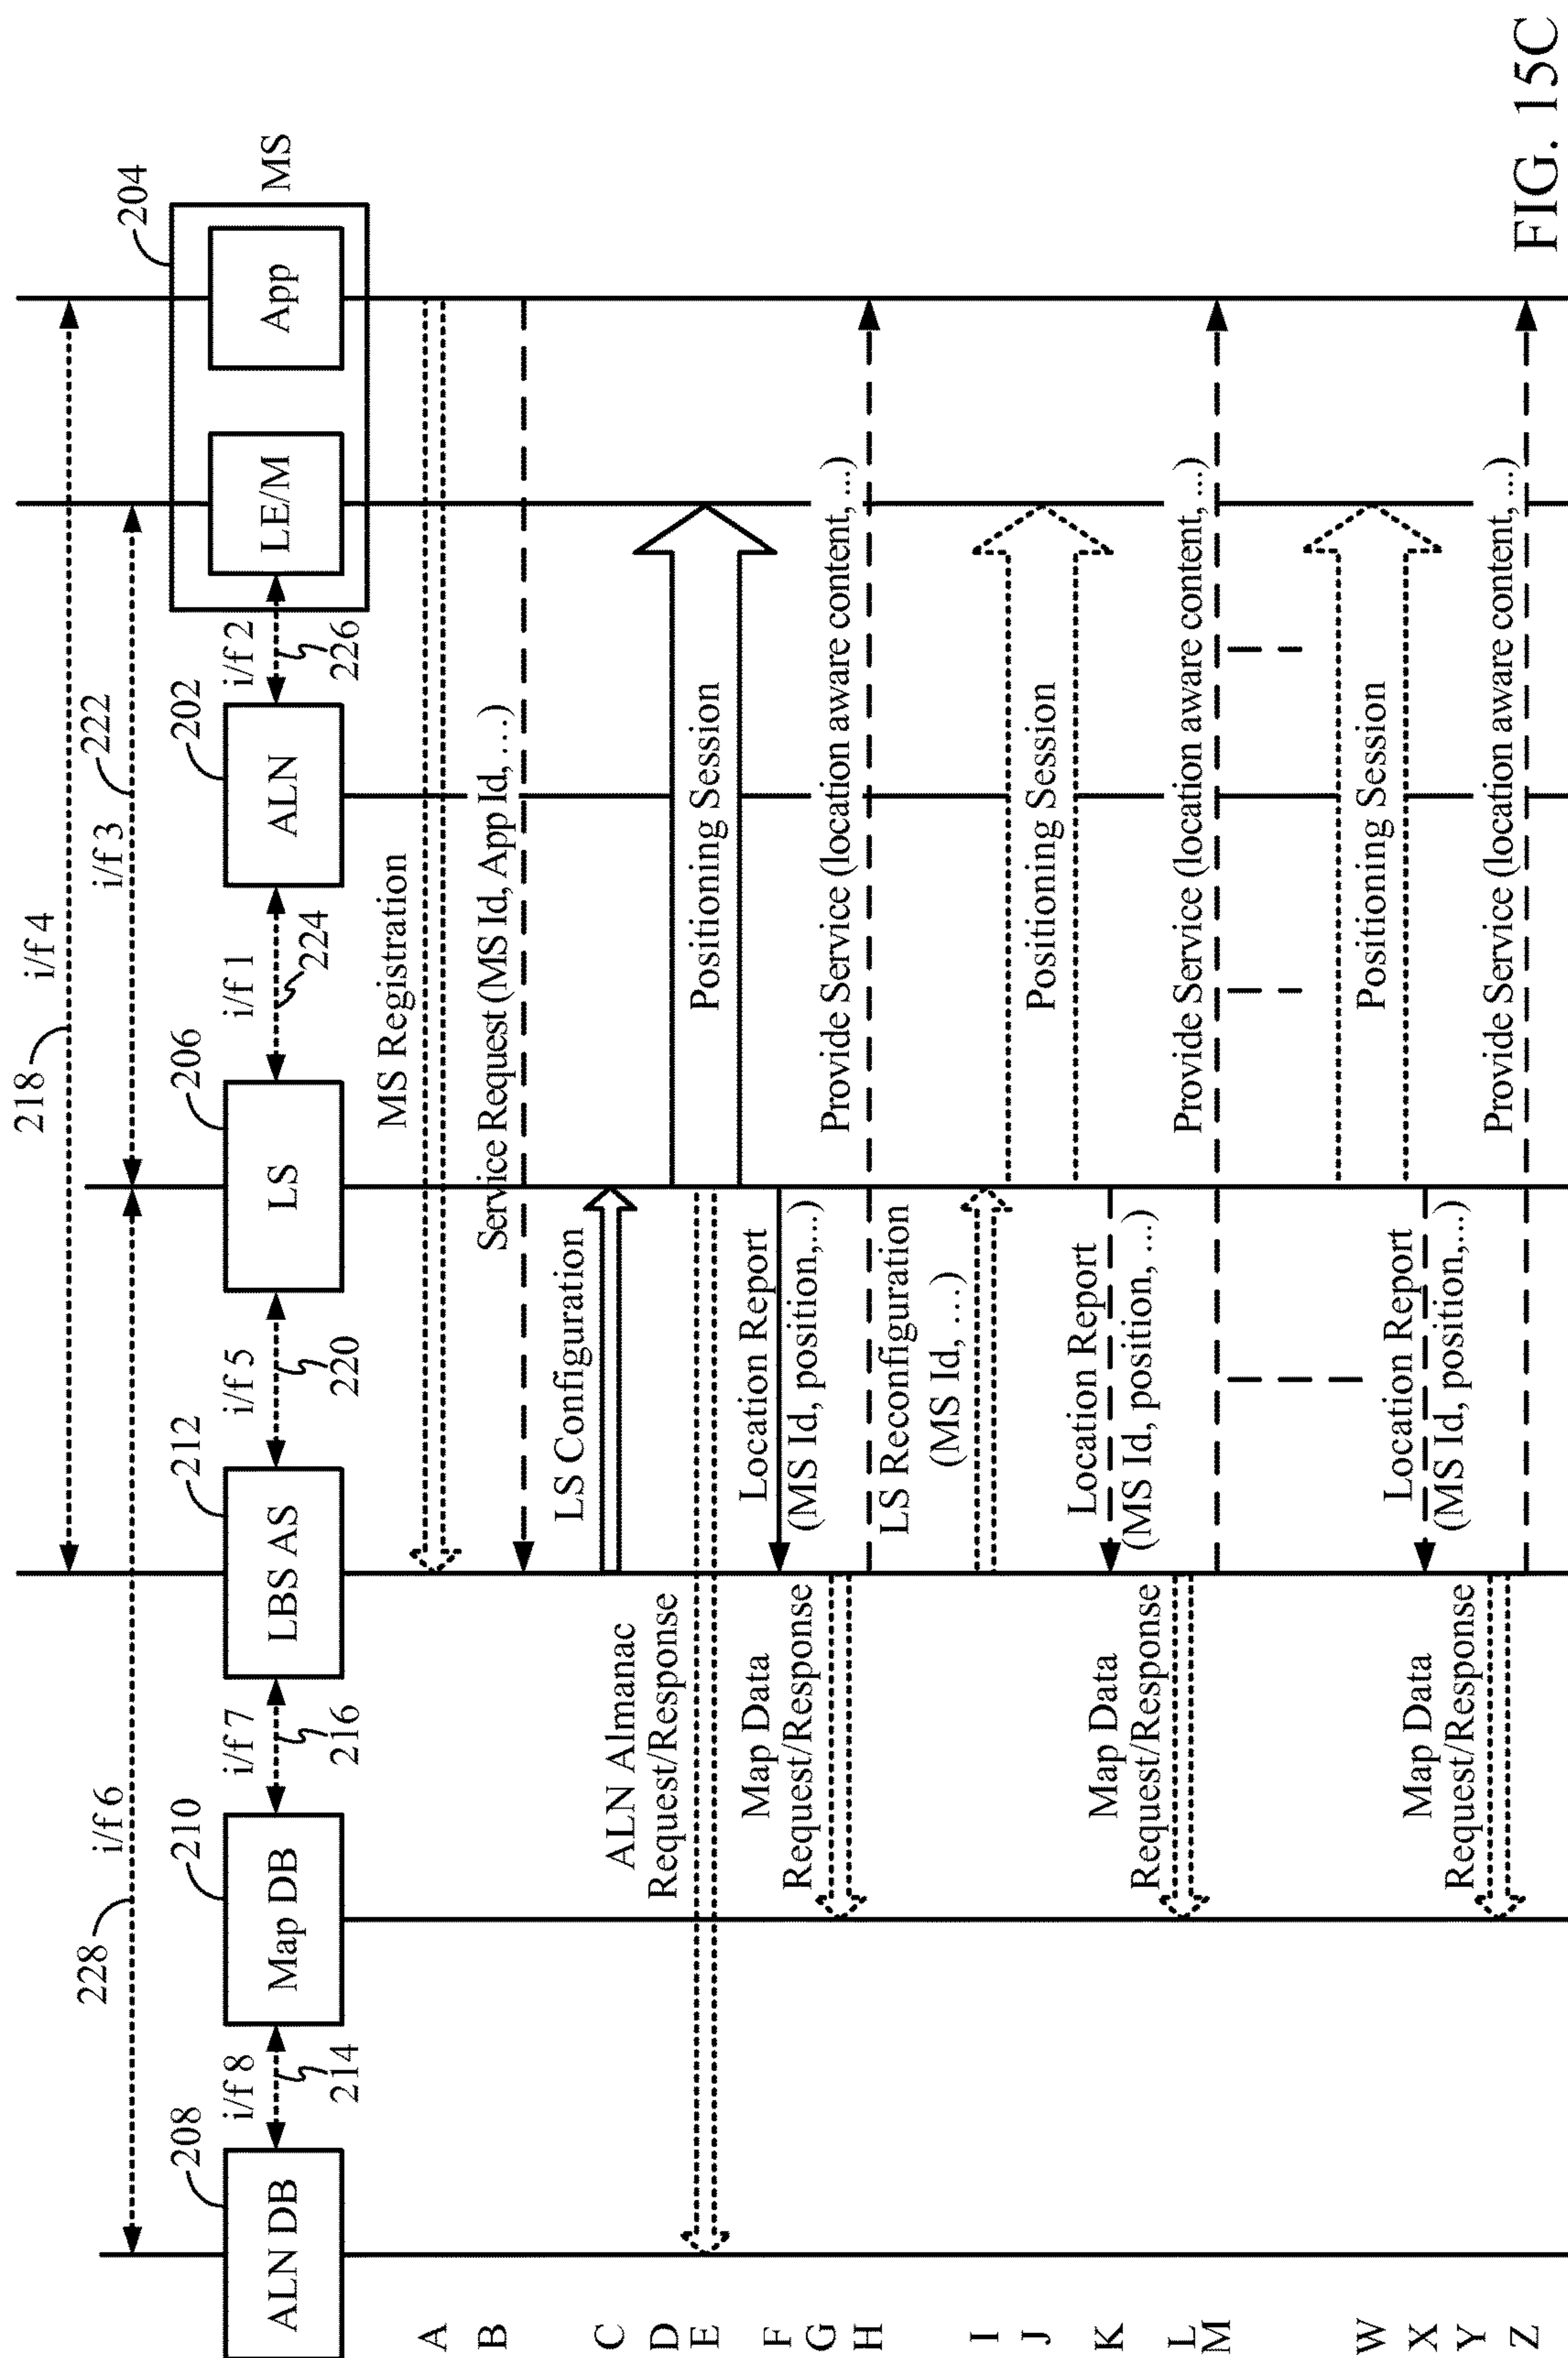 218
i/f 4
228
i/f 6
222
i/f 3
208
210
212
206
202
204
ALN DB
i/f 8
214
Map DB
i/f 7
216
LBS AS
i/f 5
220
LS
i/f 1
224
ALN
i/f 2
226
LE/M
App
MS
A
MS Registration
B
Service Request (MS Id, App Id, …)
C
LS Configuration
D
E
ALN Almanac
Request/Response
Positioning Session
F
Location Report
(MS Id, position,...)
G
Map Data
Request/Response
H
Provide Service (location aware content, ...)
I
LS Reconfiguration
(MS Id, …)
J
Positioning Session
K
Location Report
(MS Id, position, …)
L
Map Data
Request/Response
M
Provide Service (location aware content, ...)
W
Positioning Session
X
Location Report
(MS Id, position,...)
Y
Map Data
Request/Response
Z
Provide Service (location aware content, ...)
FIG. 15C